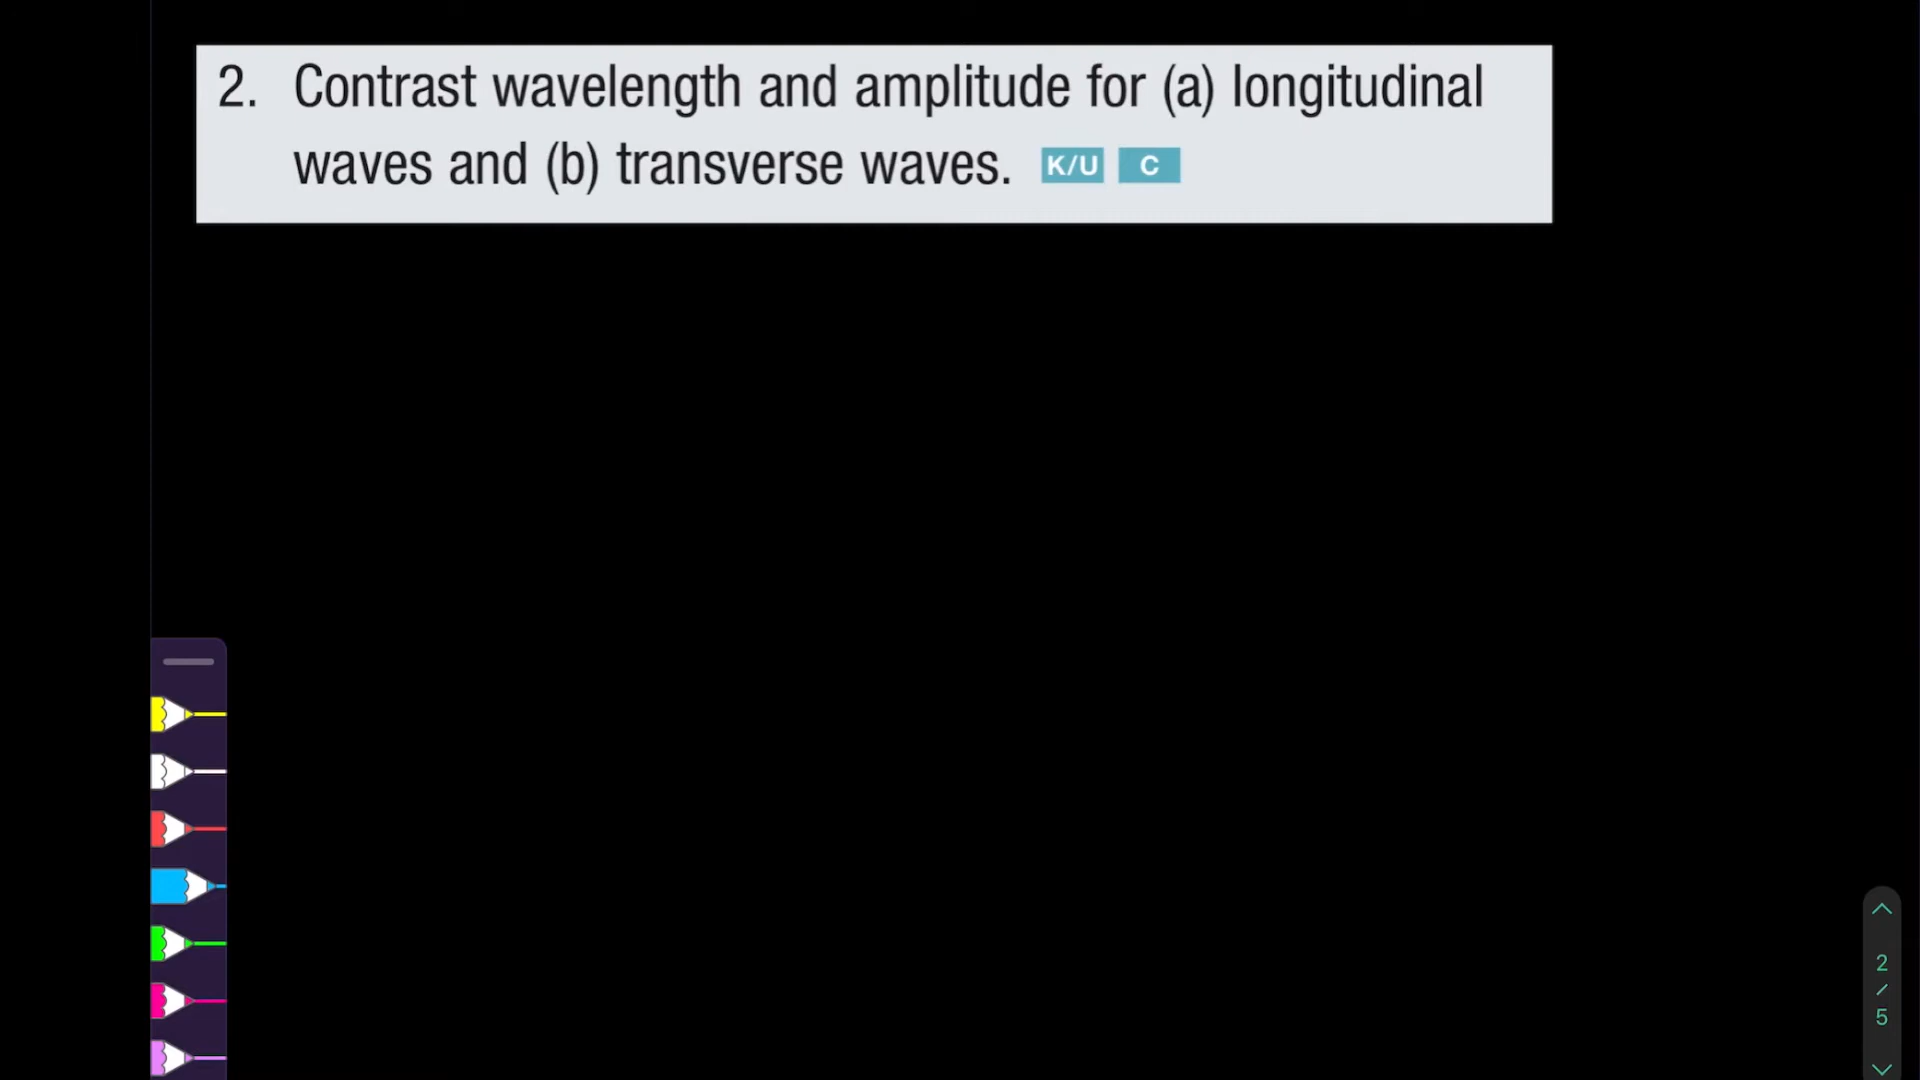 2. Contrast wavelength and amplitude for (a) longitudinal
waves and (b) transverse waves. K/U C
2
/
5